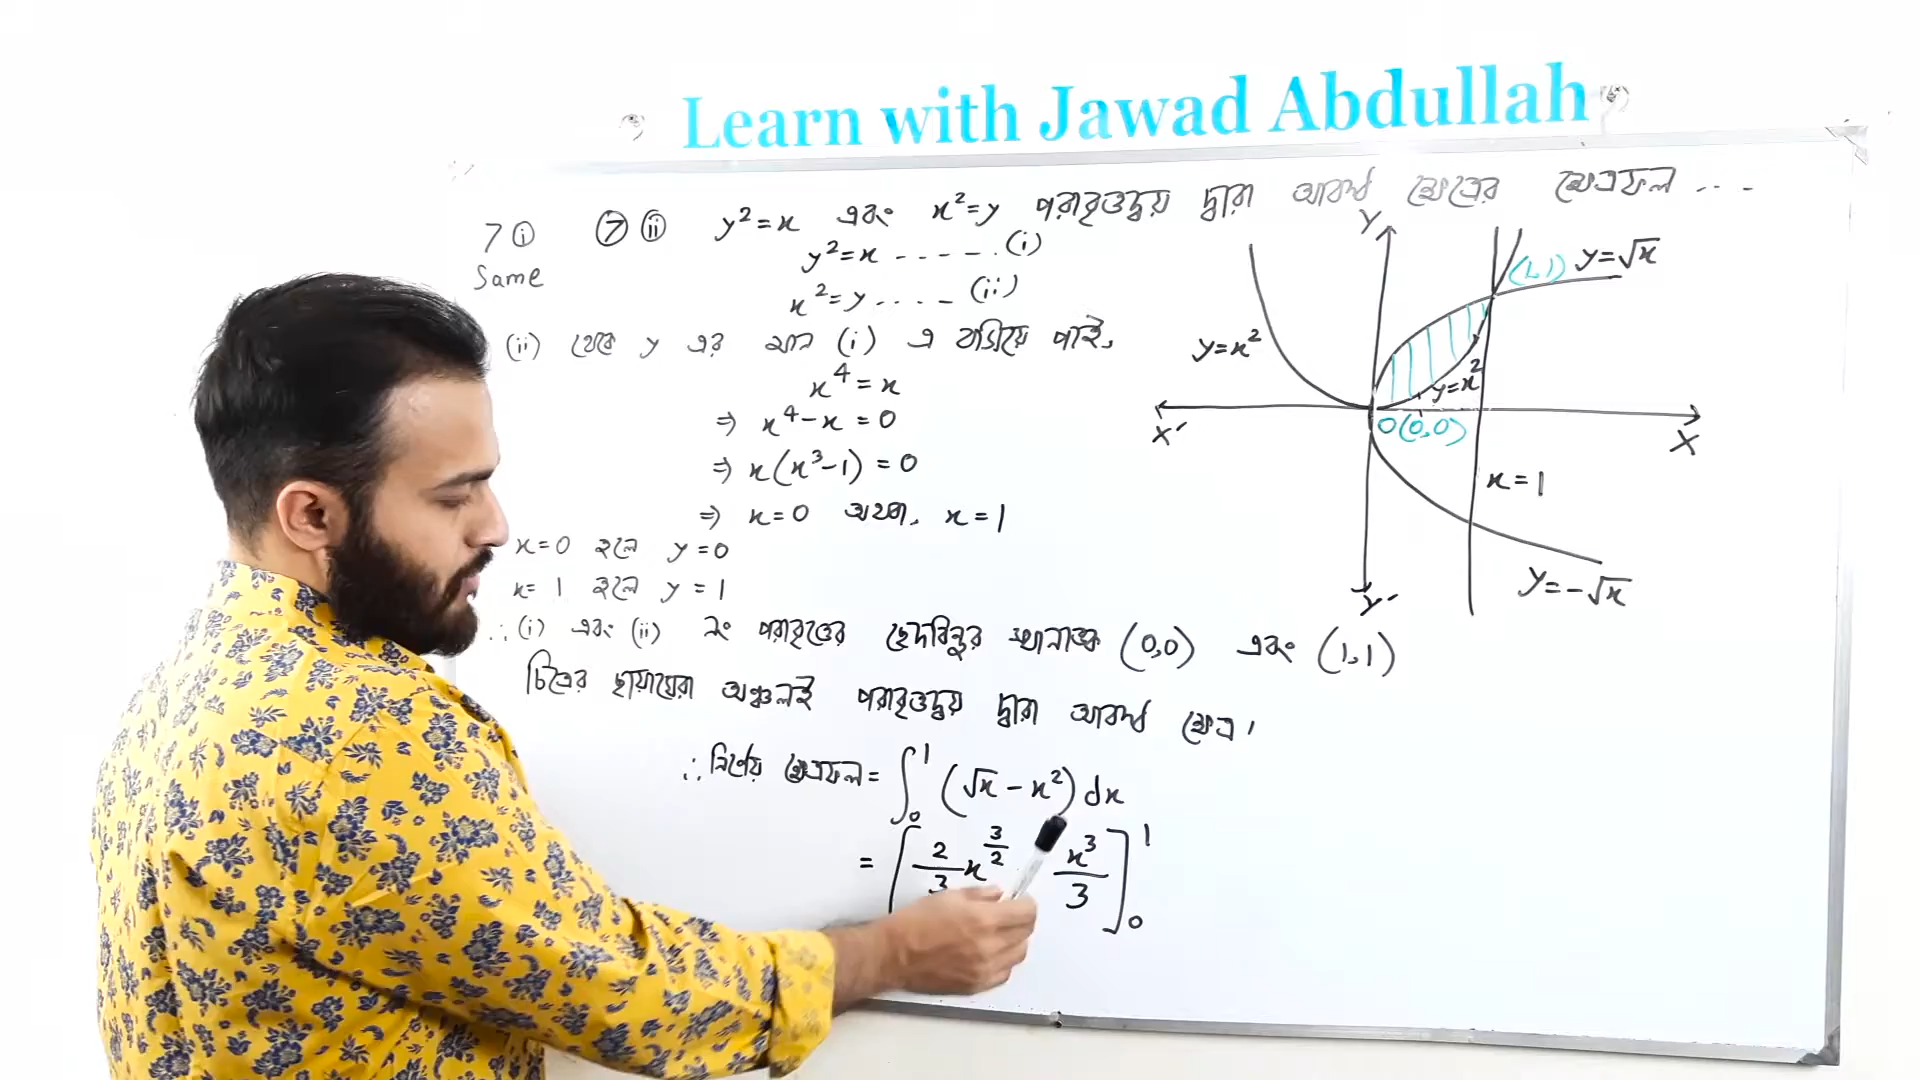 Learn with Jawad Abdullah
7 (i) Same
⑦ (ii) y² = x এবং x² = y পরাবৃত্তদ্বয় দ্বারা আবদ্ধ ক্ষেত্রের ক্ষেত্রফল ...
y² = x ------ (i)
x² = y ....-- (ii)
(ii) থেকে y এর মান (i) এ বসিয়ে পাই,
x⁴ = x
⇒ x⁴ - x = 0
⇒ x(x³-1) = 0
⇒ x = 0 অথবা, x = 1
x = 0 হলে y = 0
x = 1 হলে y = 1
∴ (i) এবং (ii) নং পরাবৃত্তের ছেদবিন্দুর স্থানাঙ্ক (0,0) এবং (1,1)
চিত্রের ছায়াঘেরা অঞ্চলই পরাবৃত্তদ্বয় দ্বারা আবদ্ধ ক্ষেত্র।
∴ নির্ণেয় ক্ষেত্রফল = ∫₀¹ (√x - x²) dx
= [2/3 x^(3/2) x³/3]₀¹
Y
(1,1) y = √x
y = x²
y = x²
X′ O(0,0) X
x = 1
Y′
y = -√x